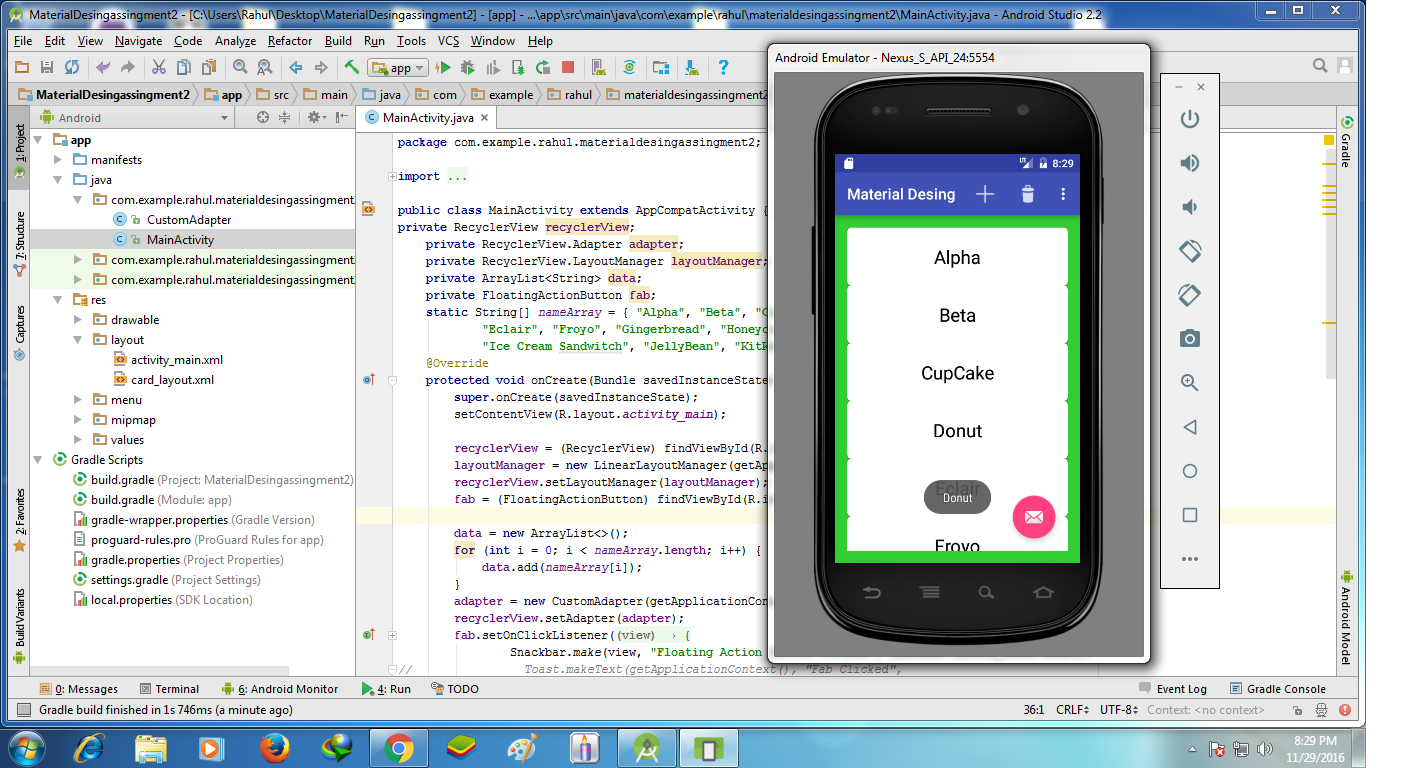 MaterialDesingassingment2 - [C:\Users\Rahul\Desktop\MaterialDesingassingment2] - [app] - ...\app\src\main\java\com\example\rahul\materialdesingassingment2\MainActivity.java - Android Studio 2.2
File Edit View Navigate Code Analyze Refactor Build Run Tools VCS Window Help
app
MaterialDesingassingment2 app src main java com example rahul materialdesingassingment2
Android
MainActivity.java
1: Project
7: Structure
Captures
2: Favorites
Build Variants
app
manifests
java
com.example.rahul.materialdesingassingment
CustomAdapter
MainActivity
com.example.rahul.materialdesingassingment
com.example.rahul.materialdesingassingment
res
drawable
layout
activity_main.xml
card_layout.xml
menu
mipmap
values
Gradle Scripts
build.gradle (Project: MaterialDesingassingment2)
build.gradle (Module: app)
gradle-wrapper.properties (Gradle Version)
proguard-rules.pro (ProGuard Rules for app)
gradle.properties (Project Properties)
settings.gradle (Project Settings)
local.properties (SDK Location)
package com.example.rahul.materialdesingassingment2;
import ...
public class MainActivity extends AppCompatActivity {
private RecyclerView recyclerView;
private RecyclerView.Adapter adapter;
private RecyclerView.LayoutManager layoutManager;
private ArrayList<String> data;
private FloatingActionButton fab;
static String[] nameArray = { "Alpha", "Beta", "C
"Eclair", "Froyo", "Gingerbread", "Honeyc
"Ice Cream Sandwitch", "JellyBean", "KitK
@Override
protected void onCreate(Bundle savedInstanceState
super.onCreate(savedInstanceState);
setContentView(R.layout.activity_main);
recyclerView = (RecyclerView) findViewById(R.
layoutManager = new LinearLayoutManager(getAp
recyclerView.setLayoutManager(layoutManager);
fab = (FloatingActionButton) findViewById(R.i
data = new ArrayList<>();
for (int i = 0; i < nameArray.length; i++) {
data.add(nameArray[i]);
}
adapter = new CustomAdapter(getApplicationCon
recyclerView.setAdapter(adapter);
fab.setOnClickListener((view) → {
Snackbar.make(view, "Floating Action
// Toast.makeText(getApplicationContext(), "Fab Clicked",
Android Emulator - Nexus_S_API_24:5554
LTE 8:29
Material Desing
Alpha
Beta
CupCake
Donut
Eclair
Donut
Froyo
Gradle
Android Model
0: Messages Terminal 6: Android Monitor 4: Run TODO Event Log Gradle Console
Gradle build finished in 1s 746ms (a minute ago) 36:1 CRLF UTF-8 Context: <no context>
8:29 PM
11/29/2016